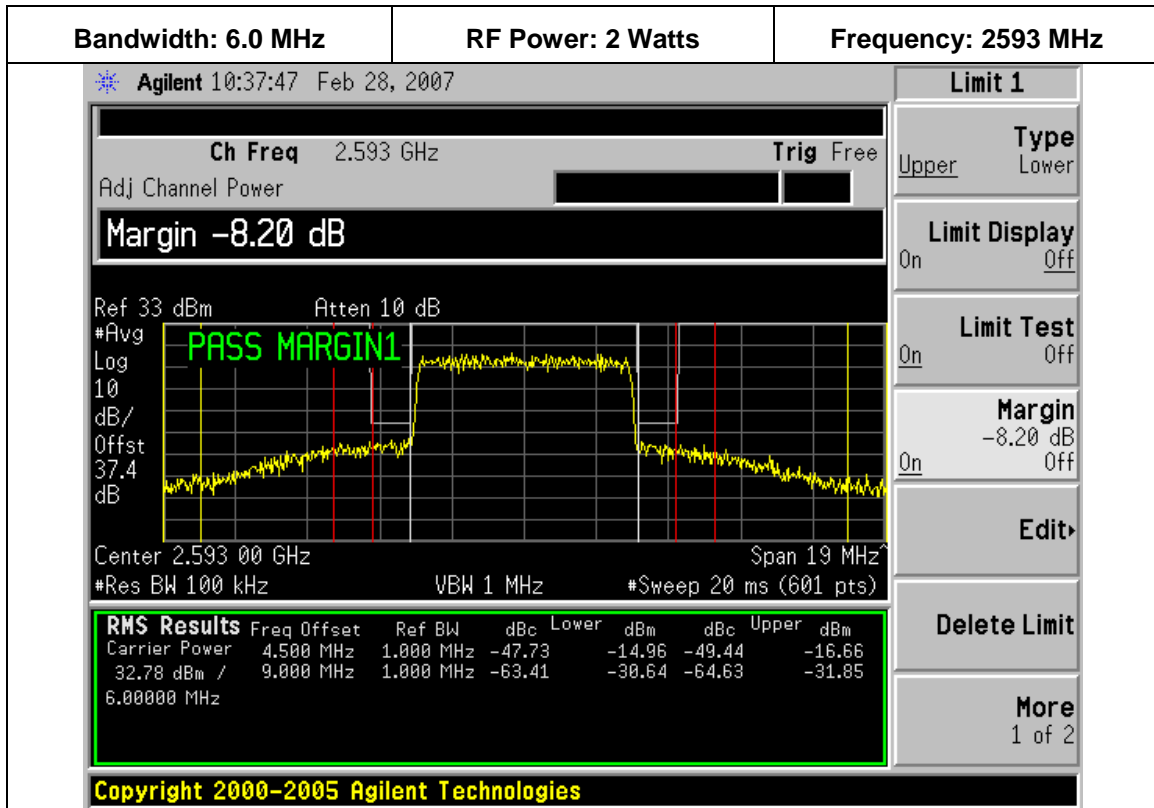 Bandwidth: 6.0 MHz RF Power: 2 Watts Frequency: 2593 MHz
Agilent 10:37:47 Feb 28, 2007
Limit 1
Ch Freq 2.593 GHz Trig Free
Adj Channel Power
Margin -8.20 dB
Ref 33 dBm Atten 10 dB
#Avg
Log
10
dB/
Offst
37.4
dB
PASS MARGIN1
Center 2.593 00 GHz Span 19 MHz^
#Res BW 100 kHz VBW 1 MHz #Sweep 20 ms (601 pts)
RMS Results Freq Offset Ref BW dBc Lower dBm dBc Upper dBm
Carrier Power 4.500 MHz 1.000 MHz -47.73 -14.96 -49.44 -16.66
32.78 dBm / 9.000 MHz 1.000 MHz -63.41 -30.64 -64.63 -31.85
6.00000 MHz
Type
Upper Lower
Limit Display
On Off
Limit Test
On Off
Margin
-8.20 dB
On Off
Edit▸
Delete Limit
More
1 of 2
Copyright 2000-2005 Agilent Technologies